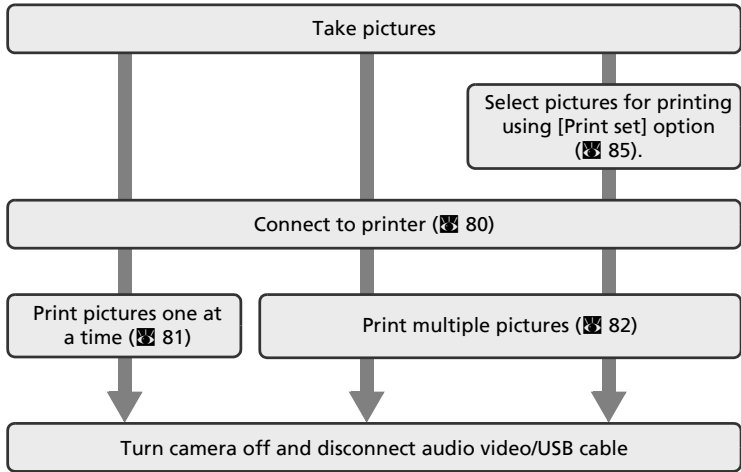 Take pictures
Select pictures for printing
using [Print set] option
( 85).
Connect to printer ( 80)
Print pictures one at
a time ( 81)
Print multiple pictures ( 82)
Turn camera off and disconnect audio video/USB cable